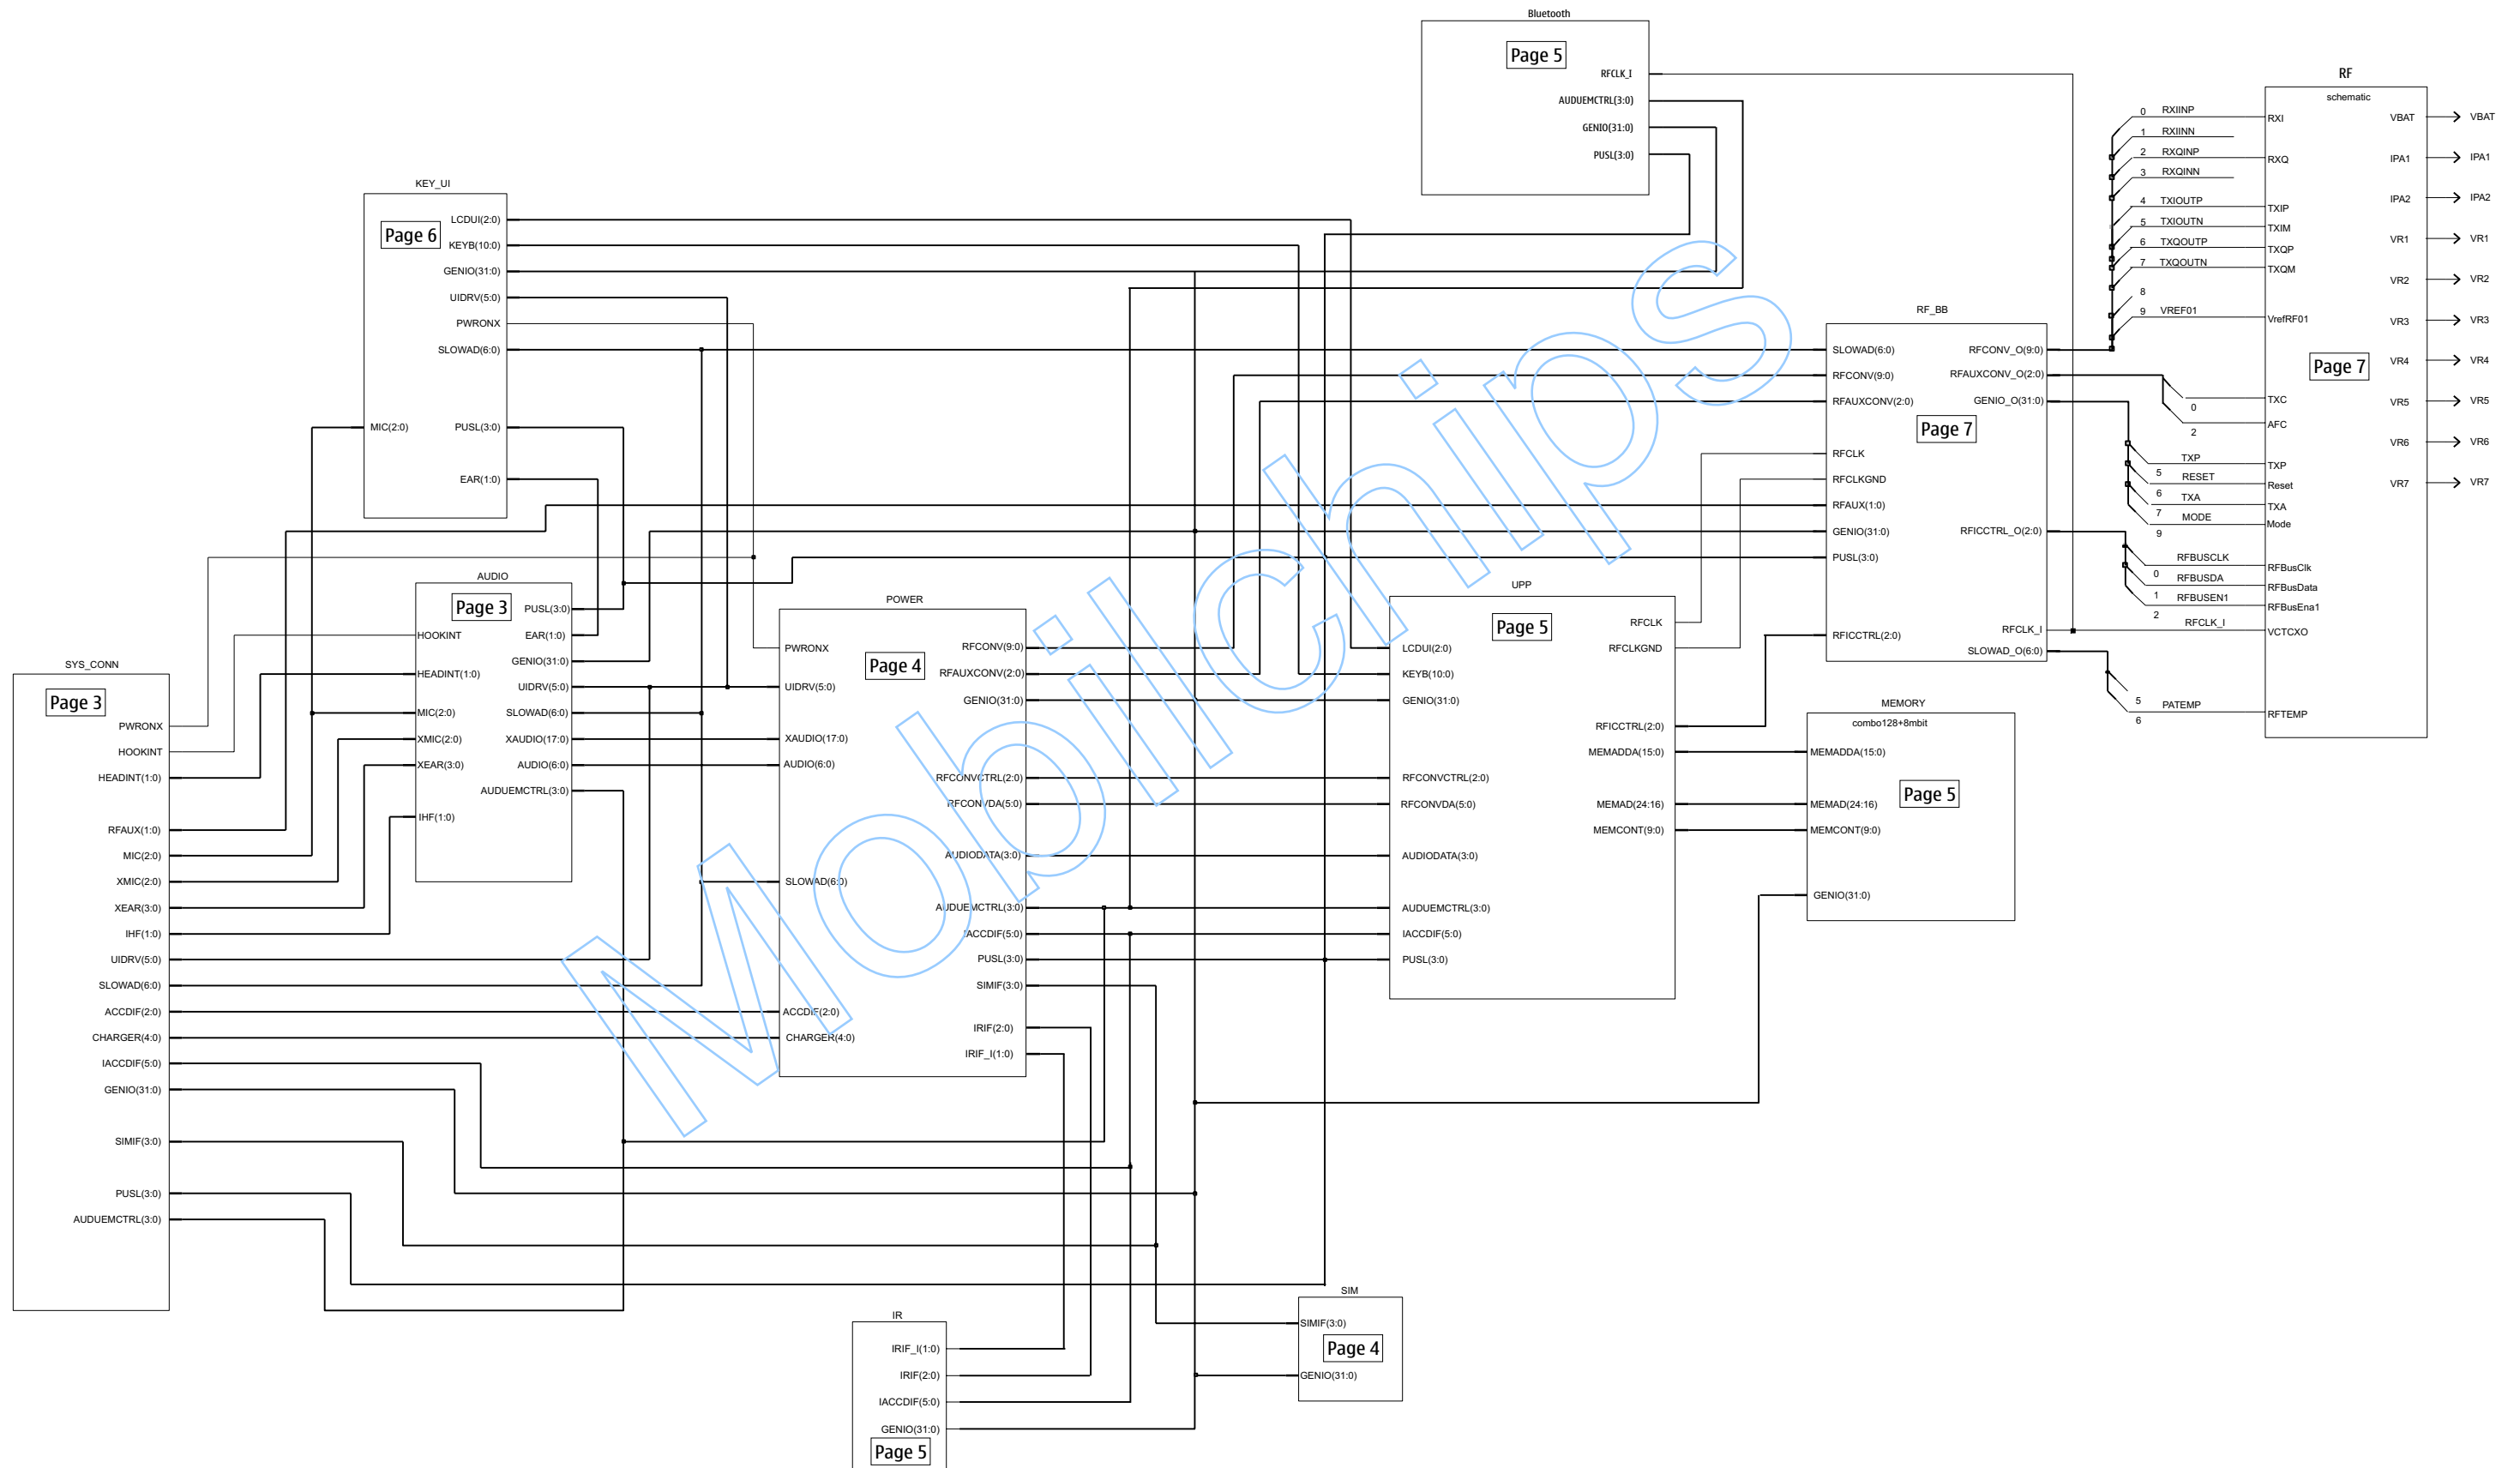 Bluetooth
Page 5
RFCLK_I
AUDUEMCTRL(3:0)
GENIO(31:0)
PUSL(3:0)
KEY_UI
Page 6
LCDUI(2:0)
KEYB(10:0)
GENIO(31:0)
UIDRV(5:0)
PWRONX
SLOWAD(6:0)
MIC(2:0)
PUSL(3:0)
EAR(1:0)
AUDIO
Page 3
PUSL(3:0)
HOOKINT
EAR(1:0)
GENIO(31:0)
HEADINT(1:0)
UIDRV(5:0)
MIC(2:0)
SLOWAD(6:0)
XMIC(2:0)
XAUDIO(17:0)
XEAR(3:0)
AUDIO(6:0)
AUDUEMCTRL(3:0)
IHF(1:0)
SYS_CONN
Page 3
PWRONX
HOOKINT
HEADINT(1:0)
RFAUX(1:0)
MIC(2:0)
XMIC(2:0)
XEAR(3:0)
IHF(1:0)
UIDRV(5:0)
SLOWAD(6:0)
ACCDIF(2:0)
CHARGER(4:0)
IACCDIF(5:0)
GENIO(31:0)
SIMIF(3:0)
PUSL(3:0)
AUDUEMCTRL(3:0)
POWER
Page 4
PWRONX
RFCONV(9:0)
RFAUXCONV(2:0)
UIDRV(5:0)
GENIO(31:0)
XAUDIO(17:0)
AUDIO(6:0)
RFCONVCTRL(2:0)
RFCONVDA(5:0)
AUDIODATA(3:0)
SLOWAD(6:0)
AUDUEMCTRL(3:0)
IACCDIF(5:0)
PUSL(3:0)
SIMIF(3:0)
ACCDIF(2:0)
IRIF(2:0)
CHARGER(4:0)
IRIF_I(1:0)
UPP
Page 5
RFCLK
LCDUI(2:0)
RFCLKGND
KEYB(10:0)
GENIO(31:0)
RFICCTRL(2:0)
MEMADDA(15:0)
RFCONVCTRL(2:0)
RFCONVDA(5:0)
MEMAD(24:16)
MEMCONT(9:0)
AUDIODATA(3:0)
AUDUEMCTRL(3:0)
IACCDIF(5:0)
PUSL(3:0)
RF_BB
Page 7
SLOWAD(6:0)
RFCONV_O(9:0)
RFCONV(9:0)
RFAUXCONV_O(2:0)
RFAUXCONV(2:0)
GENIO_O(31:0)
RFCLK
RFCLKGND
RFAUX(1:0)
GENIO(31:0)
RFICCTRL_O(2:0)
PUSL(3:0)
RFICCTRL(2:0)
RFCLK_I
SLOWAD_O(6:0)
MEMORY
combo128+8mbit
Page 5
MEMADDA(15:0)
MEMAD(24:16)
MEMCONT(9:0)
GENIO(31:0)
IR
IRIF_I(1:0)
IRIF(2:0)
IACCDIF(5:0)
GENIO(31:0)
Page 5
SIM
SIMIF(3:0)
Page 4
GENIO(31:0)
0 RXIINP
1 RXIINN
2 RXQINP
3 RXQINN
4 TXIOUTP
5 TXIOUTN
6 TXQOUTP
7 TXQOUTN
8
9 VREF01
0
2
TXP
5 RESET
6 TXA
7 MODE
9
RFBUSCLK
0 RFBUSDA
1 RFBUSEN1
2 RFCLK_I
5 PATEMP
6
RF
schematic
Page 7
RXI
RXQ
TXIP
TXIM
TXQP
TXQM
VrefRF01
TXC
AFC
TXP
Reset
TXA
Mode
RFBusClk
RFBusData
RFBusEna1
VCTCXO
RFTEMP
VBAT VBAT
IPA1 IPA1
IPA2 IPA2
VR1 VR1
VR2 VR2
VR3 VR3
VR4 VR4
VR5 VR5
VR6 VR6
VR7 VR7
Mobilchips